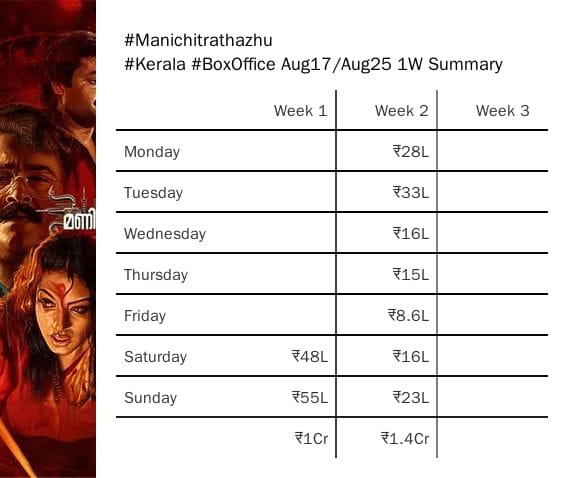 #Manichitrathazhu
#Kerala #BoxOffice Aug17/Aug25 1W Summary
Week 1 Week 2 Week 3
Monday ₹28L
Tuesday ₹33L
Wednesday ₹16L
Thursday ₹15L
Friday ₹8.6L
Saturday ₹48L ₹16L
Sunday ₹55L ₹23L
₹1Cr ₹1.4Cr
മണി